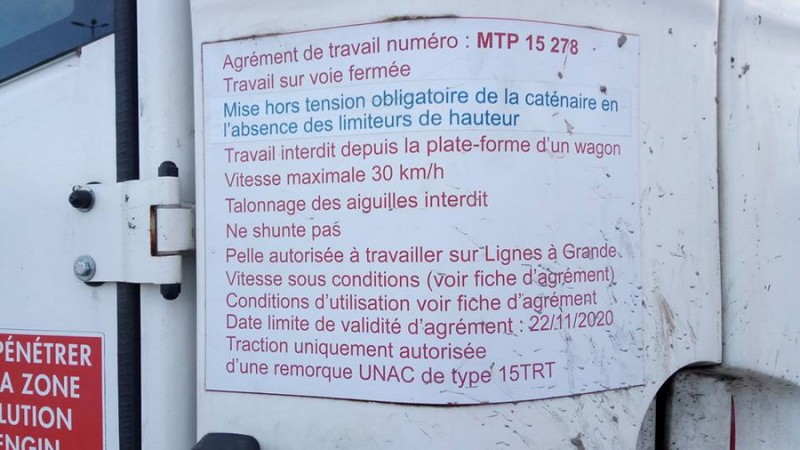 Agrément de travail numéro : MTP 15 278
Travail sur voie fermée
Mise hors tension obligatoire de la caténaire en
l'absence des limiteurs de hauteur
Travail interdit depuis la plate-forme d'un wagon
Vitesse maximale 30 km/h
Talonnage des aiguilles interdit
Ne shunte pas
Pelle autorisée à travailler sur Lignes à Grande
Vitesse sous conditions (voir fiche d'agrément)
Conditions d'utilisation voir fiche d'agrément
Date limite de validité d'agrément : 22/11/2020
Traction uniquement autorisée
d'une remorque UNAC de type 15TRT
PÉNÉTRER
A ZONE
LUTION
ENGIN